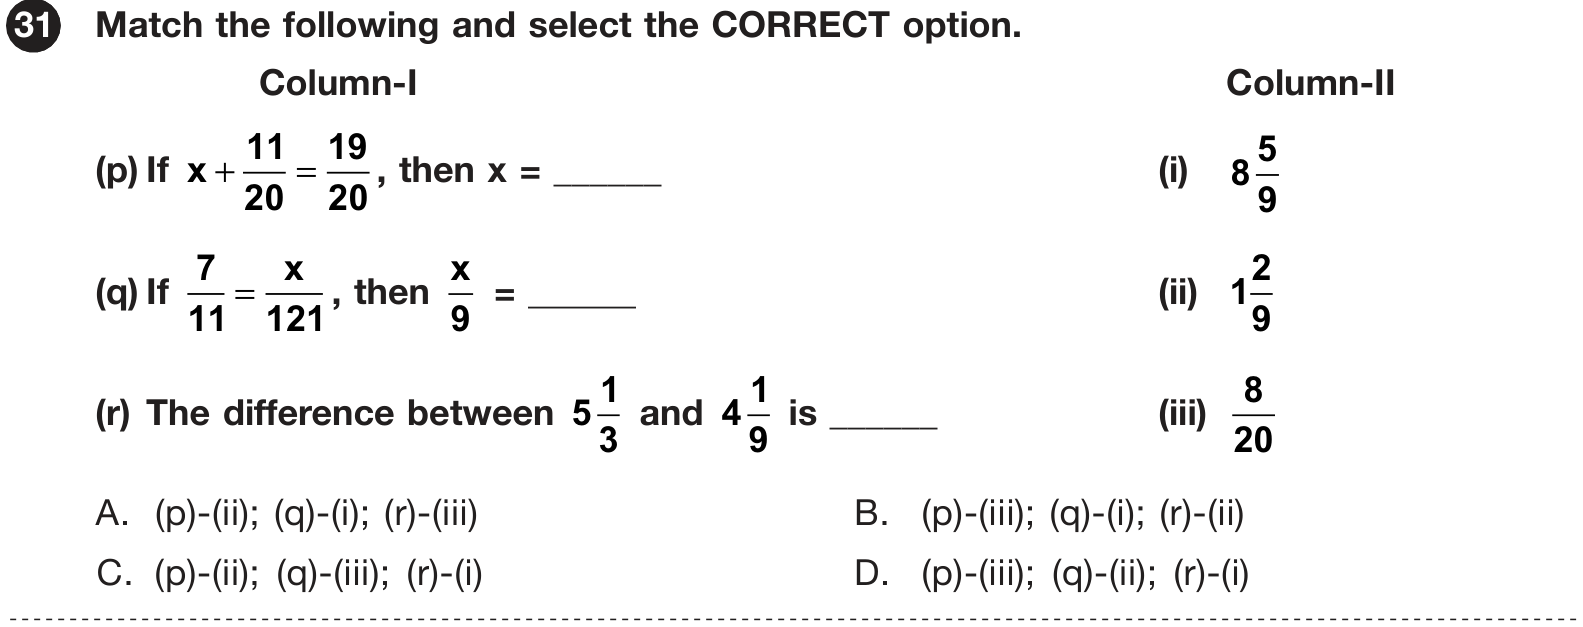 31 Match the following and select the CORRECT option.
Column-I Column-II
(p) If x + 11/20 = 19/20, then x = ______ (i) 8 5/9
(q) If 7/11 = x/121, then x/9 = ______ (ii) 1 2/9
(r) The difference between 5 1/3 and 4 1/9 is ______ (iii) 8/20
A. (p)-(ii); (q)-(i); (r)-(iii) B. (p)-(iii); (q)-(i); (r)-(ii)
C. (p)-(ii); (q)-(iii); (r)-(i) D. (p)-(iii); (q)-(ii); (r)-(i)